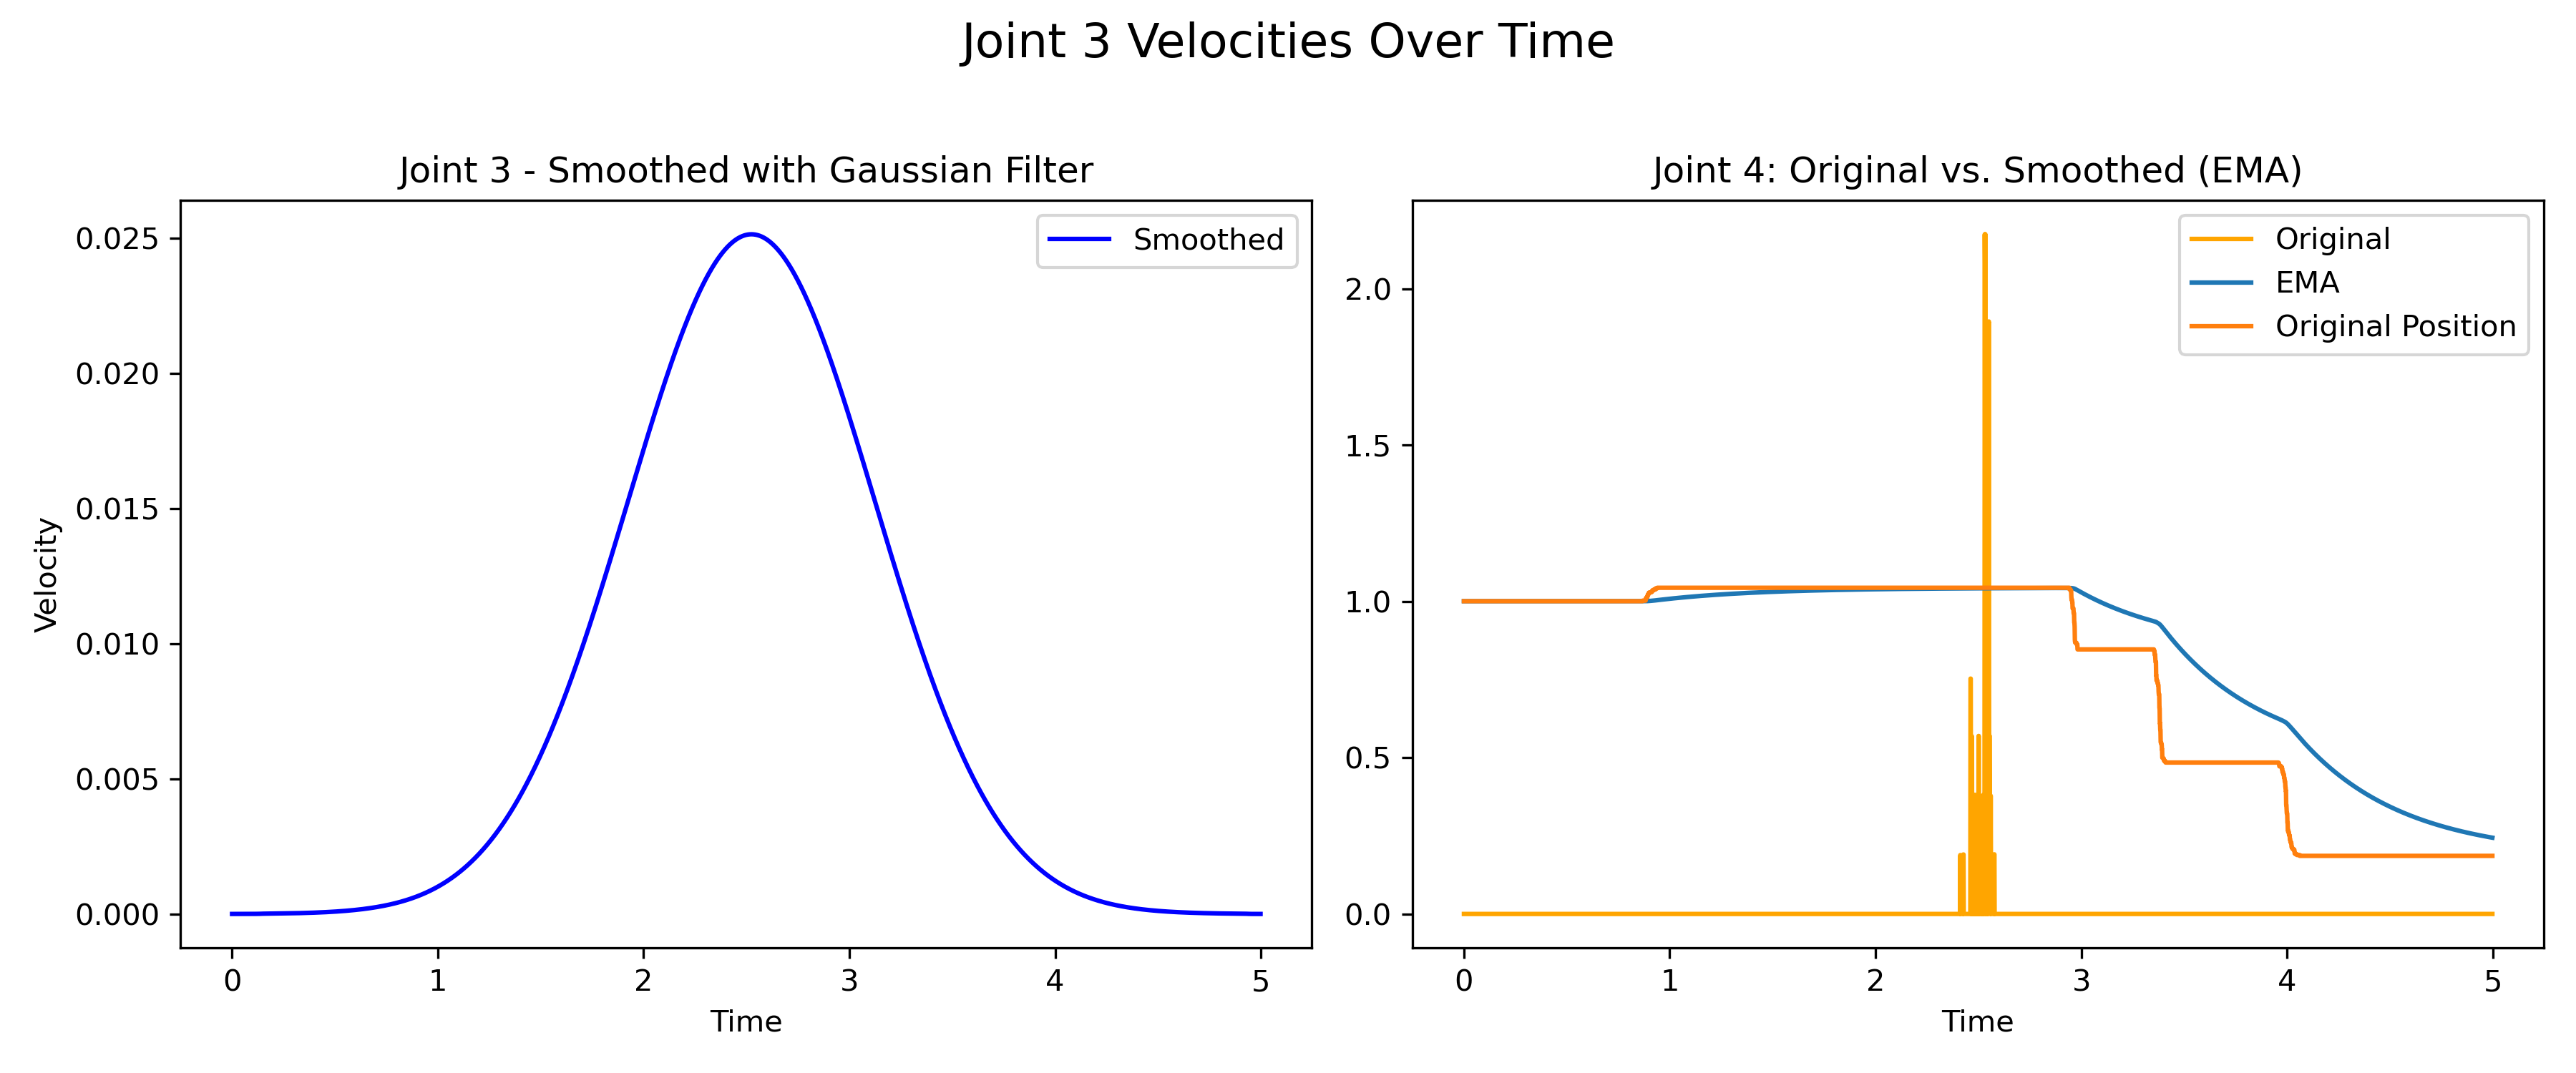 Joint 3 Velocities Over Time
Joint 3 - Smoothed with Gaussian Filter
Smoothed
0.025
0.020
0.015
0.010
0.005
0.000
Velocity
0 1 2 3 4 5
Time
Joint 4: Original vs. Smoothed (EMA)
Original
EMA
Original Position
2.0
1.5
1.0
0.5
0.0
0 1 2 3 4 5
Time